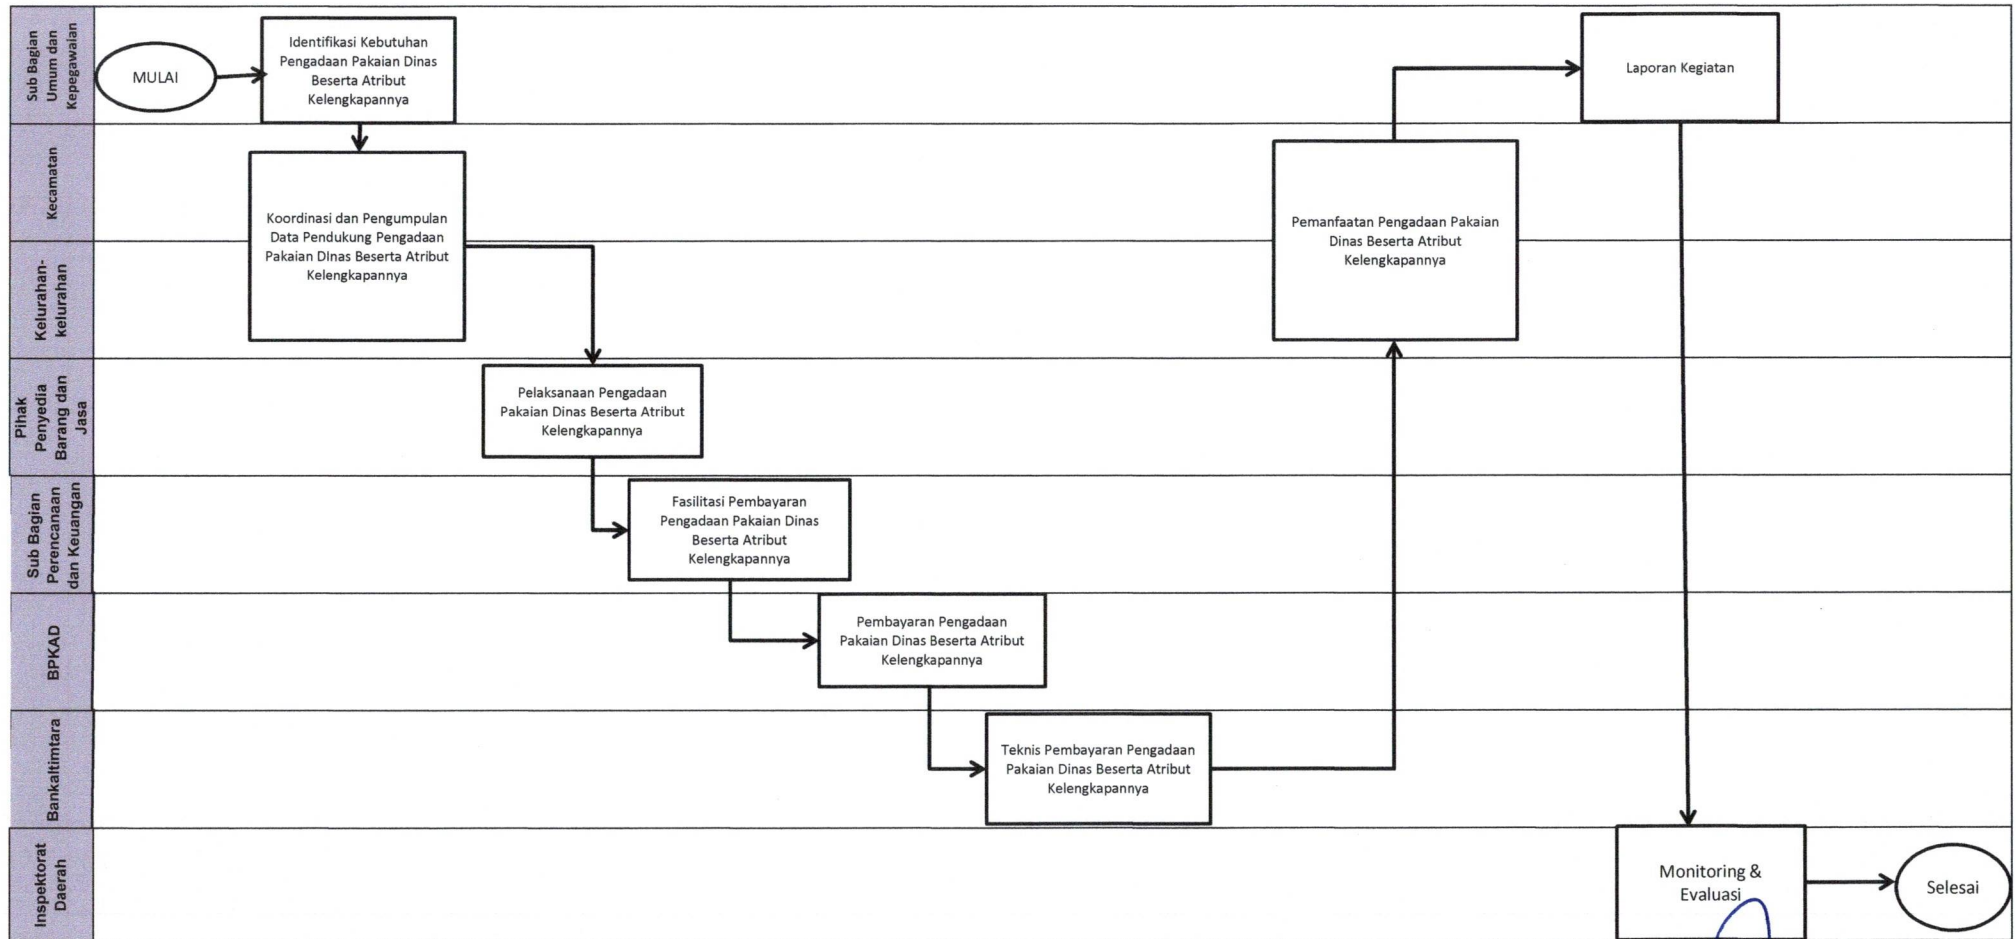 Sub Bagian
Umum dan
Kepegawaian
MULAI
Identifikasi Kebutuhan
Pengadaan Pakaian Dinas
Beserta Atribut
Kelengkapannya
Laporan Kegiatan
Kecamatan
Koordinasi dan Pengumpulan
Data Pendukung Pengadaan
Pakaian DInas Beserta Atribut
Kelengkapannya
Pemanfaatan Pengadaan Pakaian
Dinas Beserta Atribut
Kelengkapannya
Kelurahan-
kelurahan
Pihak
Penyedia
Barang dan
Jasa
Pelaksanaan Pengadaan
Pakaian Dinas Beserta Atribut
Kelengkapannya
Sub Bagian
Perencanaan
dan Keuangan
Fasilitasi Pembayaran
Pengadaan Pakaian Dinas
Beserta Atribut
Kelengkapannya
BPKAD
Pembayaran Pengadaan
Pakaian Dinas Beserta Atribut
Kelengkapannya
Bankaltimtara
Teknis Pembayaran Pengadaan
Pakaian Dinas Beserta Atribut
Kelengkapannya
Inspektorat
Daerah
Monitoring &
Evaluasi
Selesai